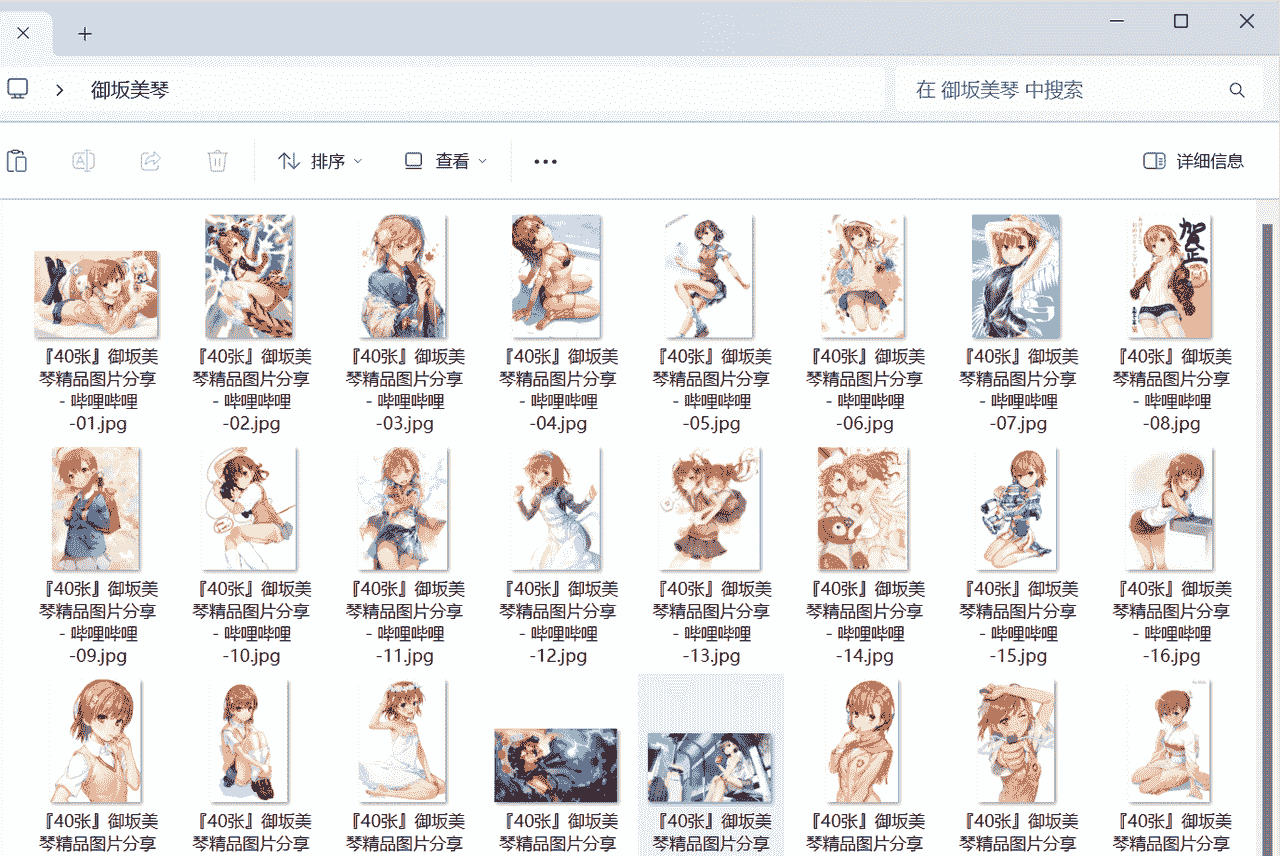 御坂美琴
在 御坂美琴 中搜索
排序
查看
详细信息
贺正
『40张』御坂美
琴精品图片分享
- 哔哩哔哩
-01.jpg
『40张』御坂美
琴精品图片分享
- 哔哩哔哩
-02.jpg
『40张』御坂美
琴精品图片分享
- 哔哩哔哩
-03.jpg
『40张』御坂美
琴精品图片分享
- 哔哩哔哩
-04.jpg
『40张』御坂美
琴精品图片分享
- 哔哩哔哩
-05.jpg
『40张』御坂美
琴精品图片分享
- 哔哩哔哩
-06.jpg
『40张』御坂美
琴精品图片分享
- 哔哩哔哩
-07.jpg
『40张』御坂美
琴精品图片分享
- 哔哩哔哩
-08.jpg
『40张』御坂美
琴精品图片分享
- 哔哩哔哩
-09.jpg
『40张』御坂美
琴精品图片分享
- 哔哩哔哩
-10.jpg
『40张』御坂美
琴精品图片分享
- 哔哩哔哩
-11.jpg
『40张』御坂美
琴精品图片分享
- 哔哩哔哩
-12.jpg
『40张』御坂美
琴精品图片分享
- 哔哩哔哩
-13.jpg
『40张』御坂美
琴精品图片分享
- 哔哩哔哩
-14.jpg
『40张』御坂美
琴精品图片分享
- 哔哩哔哩
-15.jpg
『40张』御坂美
琴精品图片分享
- 哔哩哔哩
-16.jpg
『40张』御坂美
琴精品图片分享
『40张』御坂美
琴精品图片分享
『40张』御坂美
琴精品图片分享
『40张』御坂美
琴精品图片分享
『40张』御坂美
琴精品图片分享
『40张』御坂美
琴精品图片分享
『40张』御坂美
琴精品图片分享
『40张』御坂美
琴精品图片分享